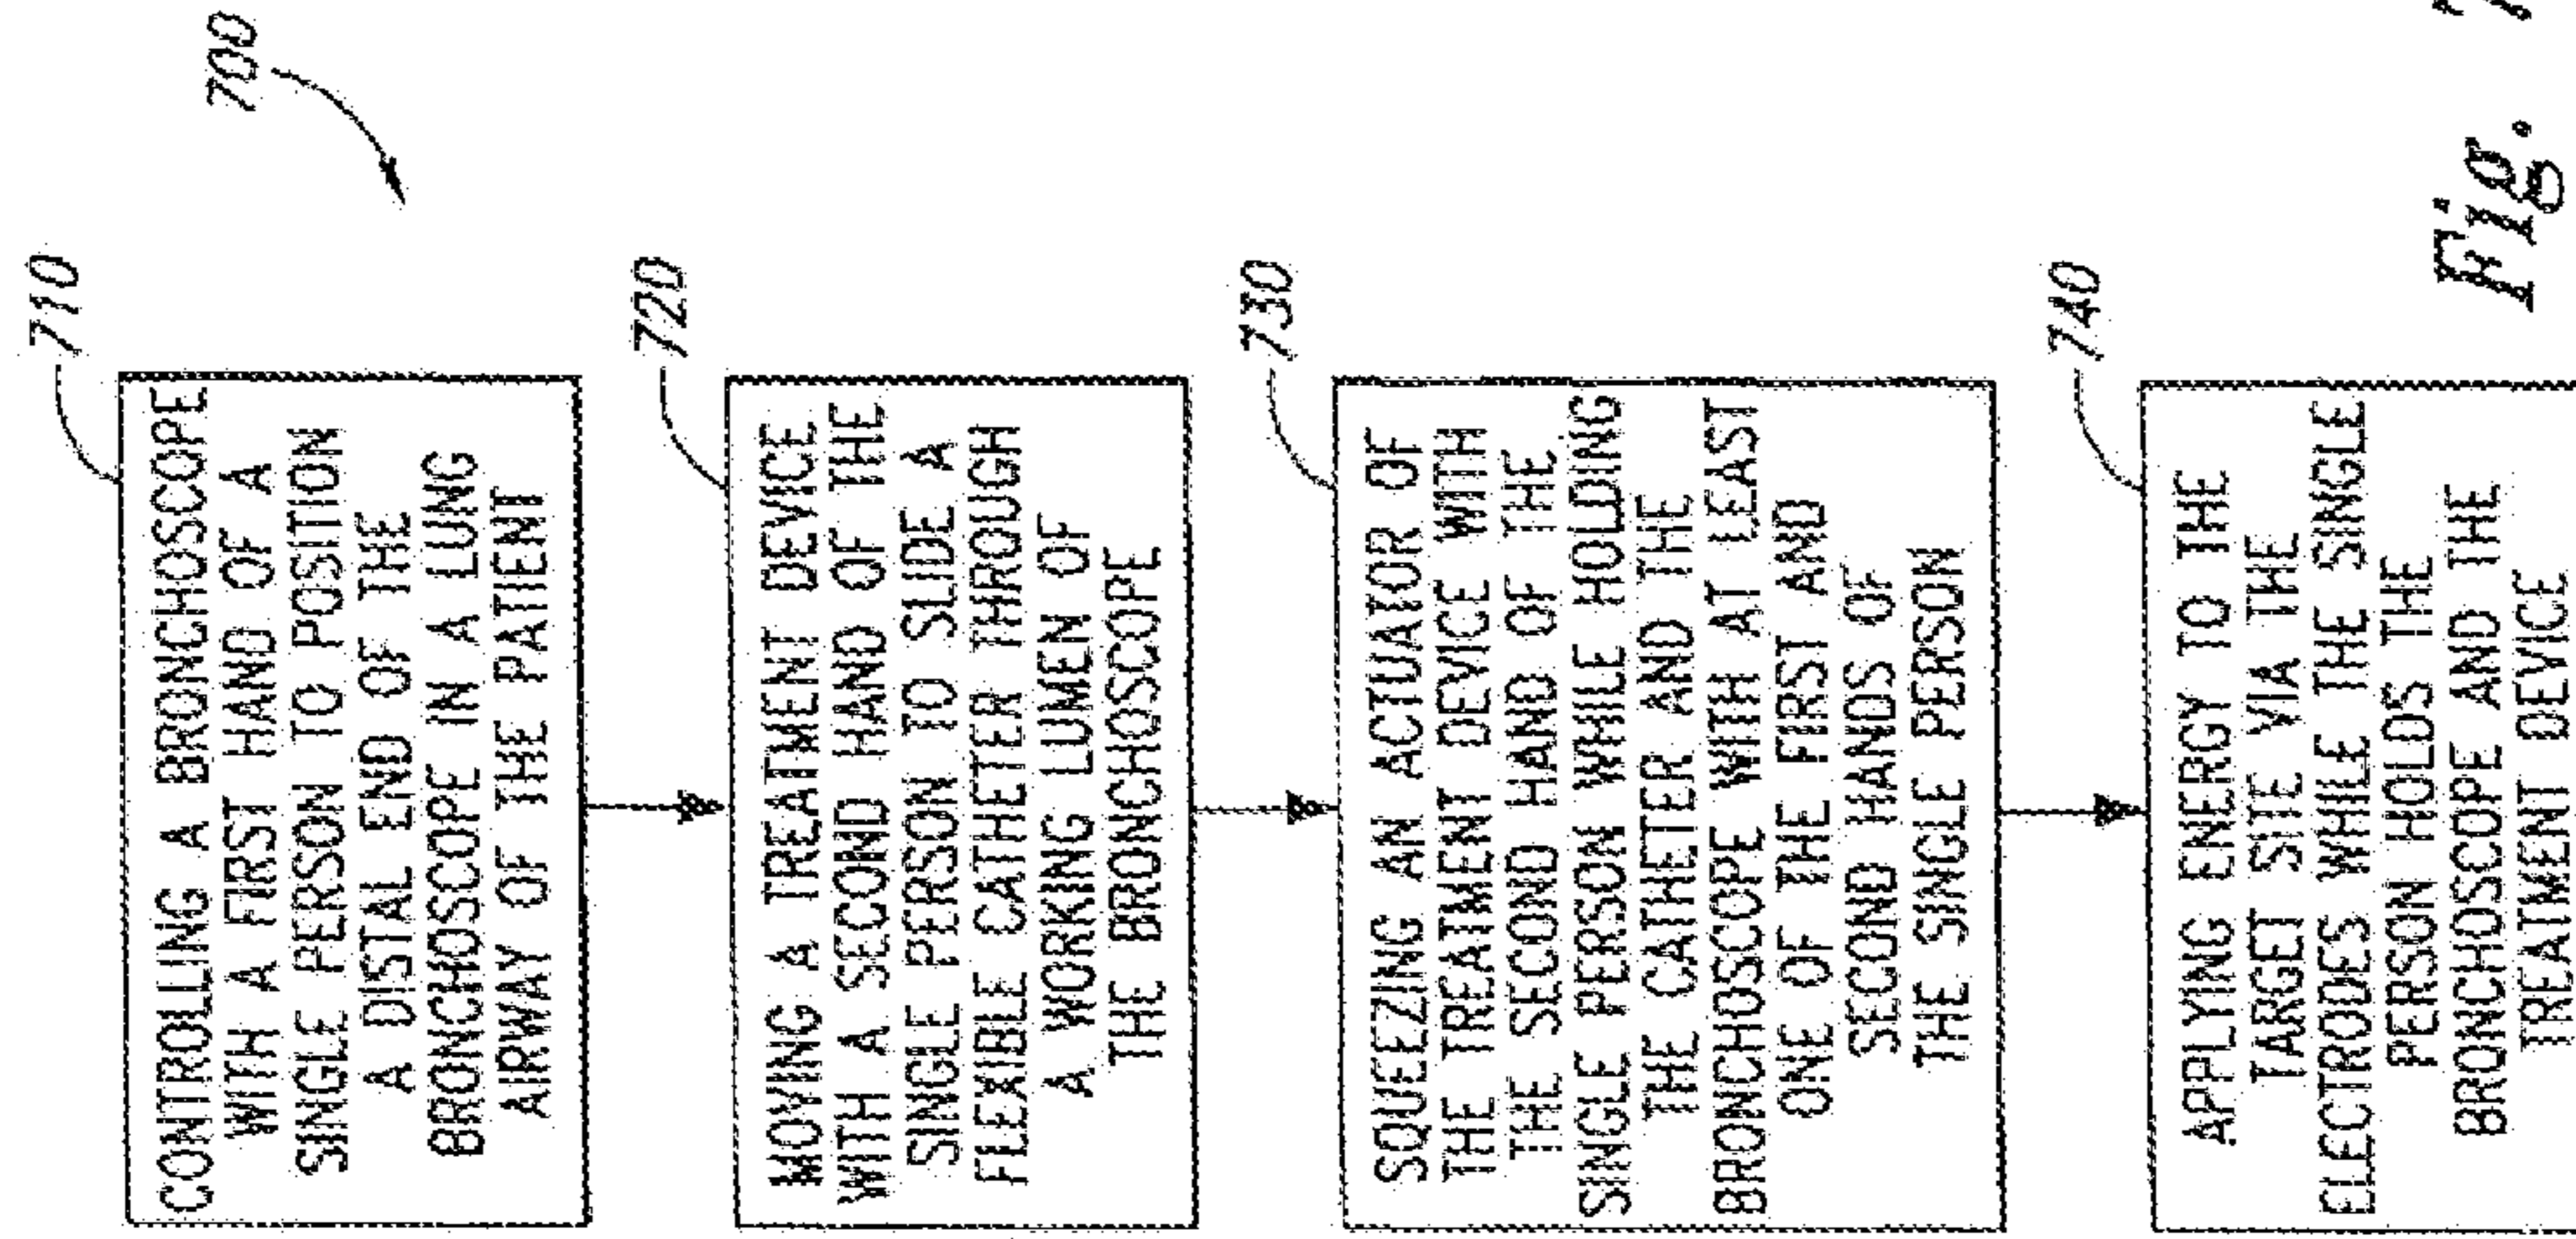 700
710
CONTROLLING A BRONCHOSCOPE
WITH A FIRST HAND OF A
SINGLE PERSON TO POSITION
A DISTAL END OF THE
BRONCHOSCOPE IN A LUNG
AIRWAY OF THE PATIENT
720
MOVING A TREATMENT DEVICE
WITH A SECOND HAND OF THE
SINGLE PERSON TO SLIDE A
FLEXIBLE CATHETER THROUGH
A WORKING LUMEN OF
THE BRONCHOSCOPE
730
SQUEEZING AN ACTUATOR OF
THE TREATMENT DEVICE WITH
THE SECOND HAND OF THE
SINGLE PERSON WHILE HOLDING
THE CATHETER AND THE
BRONCHOSCOPE WITH AT LEAST
ONE OF THE FIRST AND
SECOND HANDS OF
THE SINGLE PERSON
740
APPLYING ENERGY TO THE
TARGET SITE VIA THE
ELECTRODES WHILE THE SINGLE
PERSON HOLDS THE
BRONCHOSCOPE AND THE
TREATMENT DEVICE
Fig.